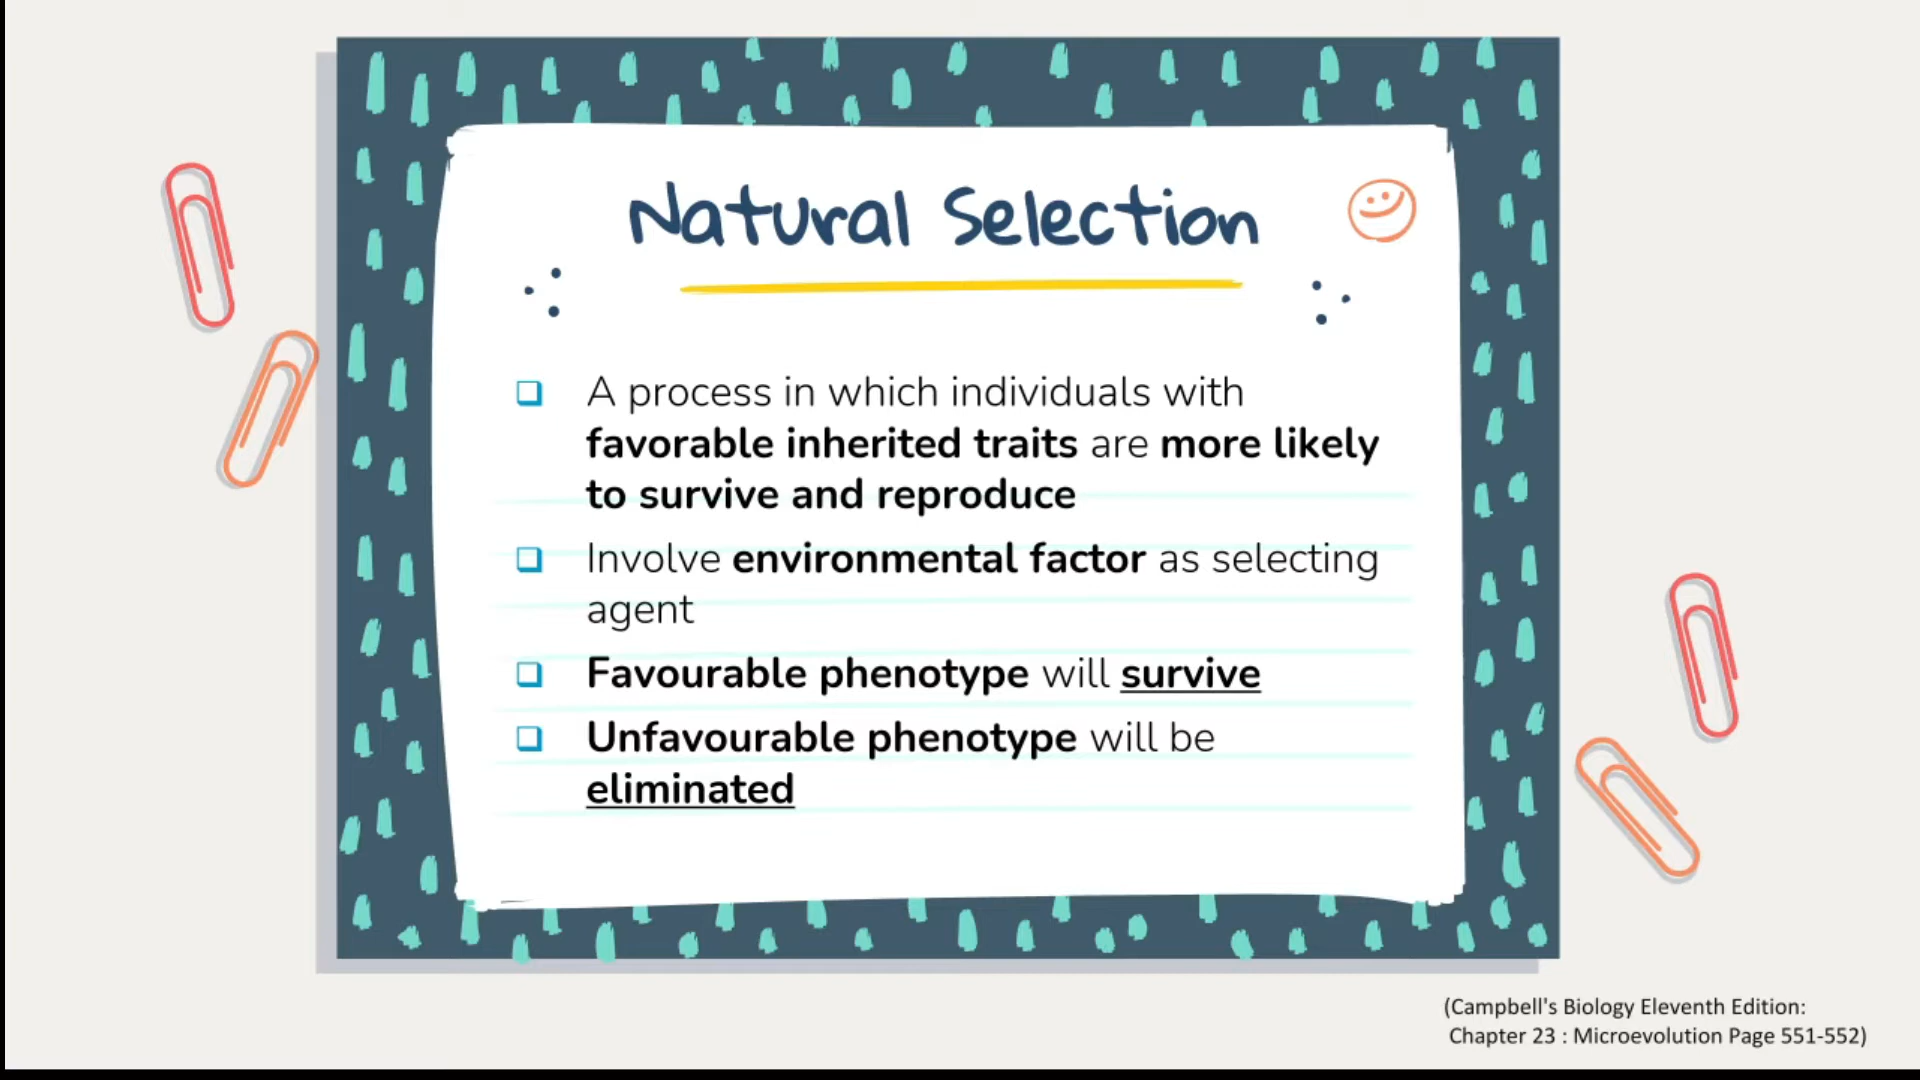 Natural Selection
❑ A process in which individuals with
favorable inherited traits are more likely
to survive and reproduce
❑ Involve environmental factor as selecting
agent
❑ Favourable phenotype will survive
❑ Unfavourable phenotype will be
eliminated
(Campbell's Biology Eleventh Edition:
Chapter 23 : Microevolution Page 551-552)